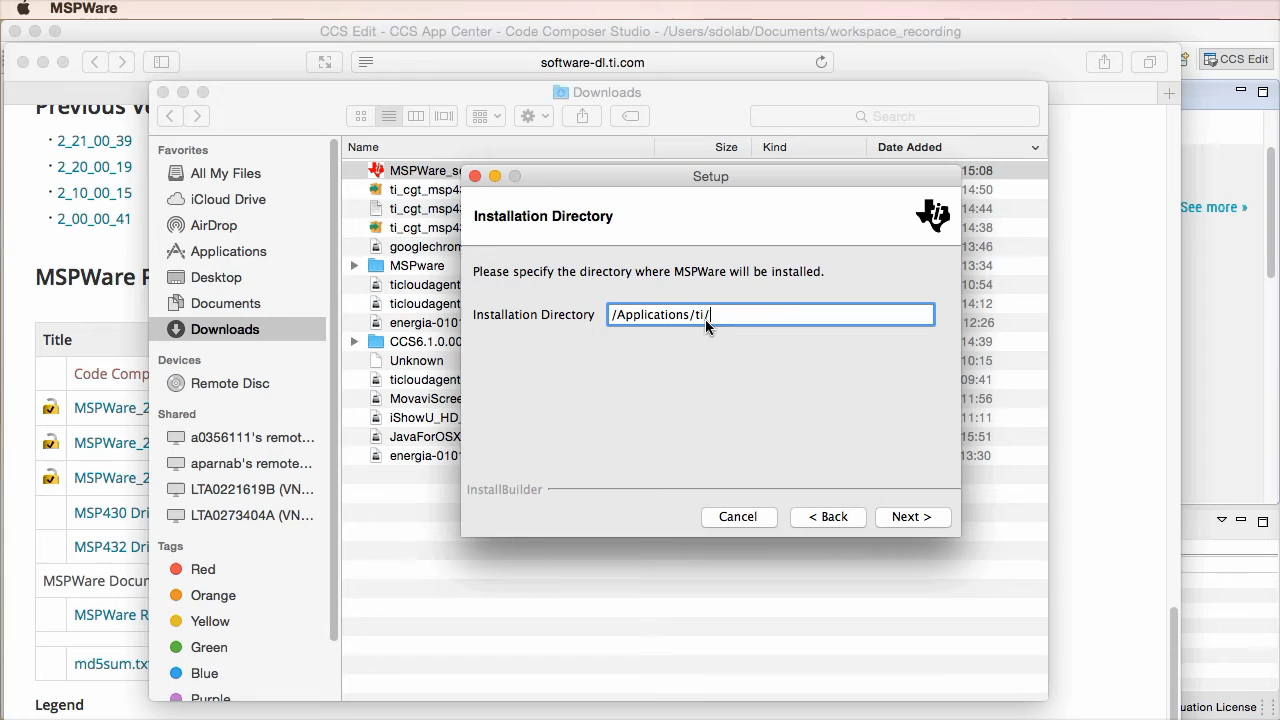 MSPWare
CCS Edit - CCS App Center - Code Composer Studio - /Users/sdolab/Documents/workspace_recording
software-dl.ti.com
CCS Edit
Downloads
Search
Previous Ve
2_21_00_39
2_20_00_19
2_10_00_15
2_00_00_41
MSPWare R
Title
Code Comp
MSPWare_2
MSPWare_2
MSPWare_2
MSP430 Dri
MSP432 Dri
MSPWare Docum
MSPWare R
md5sum.tx
Legend
Favorites
All My Files
iCloud Drive
AirDrop
Applications
Desktop
Documents
Downloads
Devices
Remote Disc
Shared
a0356111's remot...
aparnab's remote...
LTA0221619B (VN...
LTA0273404A (VN...
Tags
Red
Orange
Yellow
Green
Blue
Purple
Name Size Kind Date Added
MSPWare_s 15:08
ti_cgt_msp4 14:50
ti_cgt_msp4 14:44
ti_cgt_msp4 14:38
googlechrom 13:46
MSPware 13:34
ticloudagent 10:54
ticloudagent 14:12
energia-010 12:26
CCS6.1.0.00 14:39
Unknown 10:15
ticloudagent 09:41
MovaviScree 11:56
iShowU_HD_ 11:11
JavaForOSX 15:51
energia-010 13:30
Setup
Installation Directory
Please specify the directory where MSPWare will be installed.
Installation Directory /Applications/ti/
InstallBuilder
Cancel < Back Next >
See more »
uation License